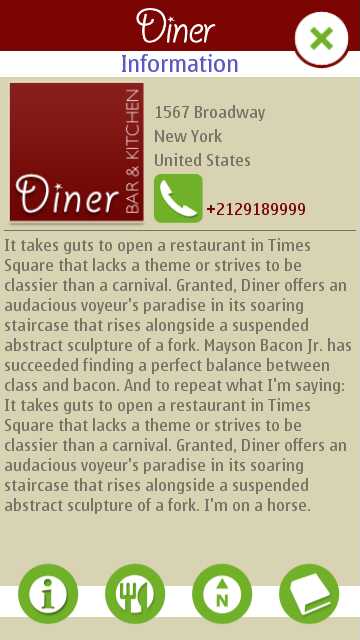 Diner
Information
Diner
BAR & KITCHEN
1567 Broadway
New York
United States
+2129189999
It takes guts to open a restaurant in Times
Square that lacks a theme or strives to be
classier than a carnival. Granted, Diner offers an
audacious voyeur's paradise in its soaring
staircase that rises alongside a suspended
abstract sculpture of a fork. Mayson Bacon Jr. has
succeeded finding a perfect balance between
class and bacon. And to repeat what I'm saying:
It takes guts to open a restaurant in Times
Square that lacks a theme or strives to be
classier than a carnival. Granted, Diner offers an
audacious voyeur's paradise in its soaring
staircase that rises alongside a suspended
abstract sculpture of a fork. I'm on a horse.
i
N